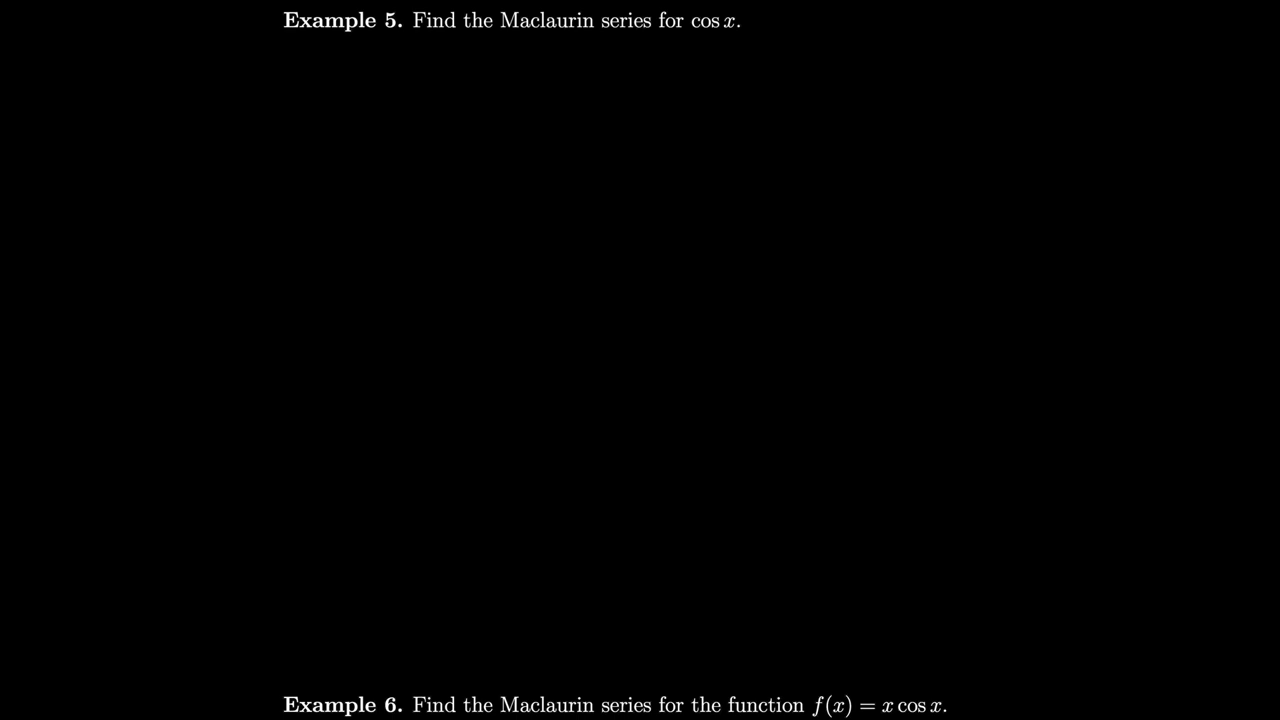 Example 5. Find the Maclaurin series for cos x.
Example 6. Find the Maclaurin series for the function f(x) = x cos x.